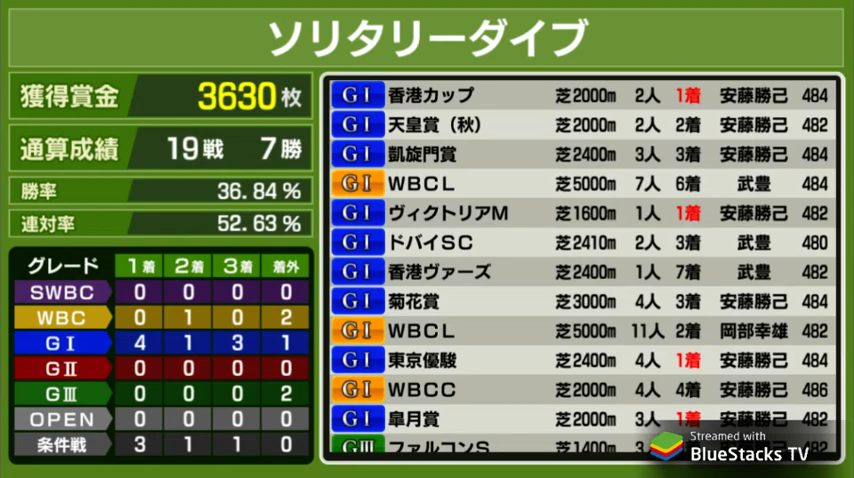 ソリタリーダイブ
獲得賞金 3630枚
通算成績 19戦 7勝
勝率 36.84%
連対率 52.63%
グレード 1着 2着 3着 着外
SWBC 0 0 0 0
WBC 0 1 0 2
GⅠ 4 1 3 1
GⅡ 0 0 0 0
GⅢ 0 0 0 2
OPEN 0 0 0 0
条件戦 3 1 1 0
GⅠ 香港カップ 芝2000m 2人 1着 安藤勝己 484
GⅠ 天皇賞（秋） 芝2000m 2人 2着 安藤勝己 482
GⅠ 凱旋門賞 芝2400m 3人 3着 安藤勝己 484
GⅠ WBCL 芝5000m 7人 6着 武豊 484
GⅠ ヴィクトリアM 芝1600m 1人 1着 安藤勝己 482
GⅠ ドバイSC 芝2410m 2人 3着 武豊 480
GⅠ 香港ヴァーズ 芝2400m 1人 7着 武豊 482
GⅠ 菊花賞 芝3000m 4人 3着 安藤勝己 484
GⅠ WBCL 芝5000m 11人 2着 岡部幸雄 482
GⅠ 東京優駿 芝2400m 4人 1着 安藤勝己 484
GⅠ WBCC 芝2000m 4人 4着 安藤勝己 486
GⅠ 皐月賞 芝2000m 3人 1着 安藤勝己 482
GⅢ ファルコンS 芝1400m 482
Streamed with
BlueStacks TV